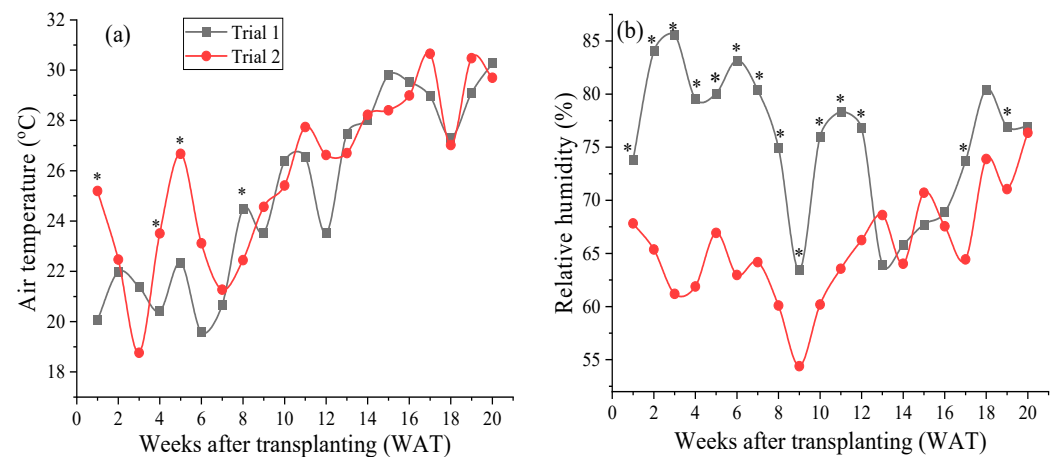 (a)
Trial 1
Trial 2
32
30
28
26
24
22
20
18
Air temperature (°C)
* * * *
0 2 4 6 8 10 12 14 16 18 20
Weeks after transplanting (WAT)
(b)
85
80
75
70
65
60
55
Relative humidity (%)
* * * * * * * * * * * * * *
0 2 4 6 8 10 12 14 16 18 20
Weeks after transplanting (WAT)